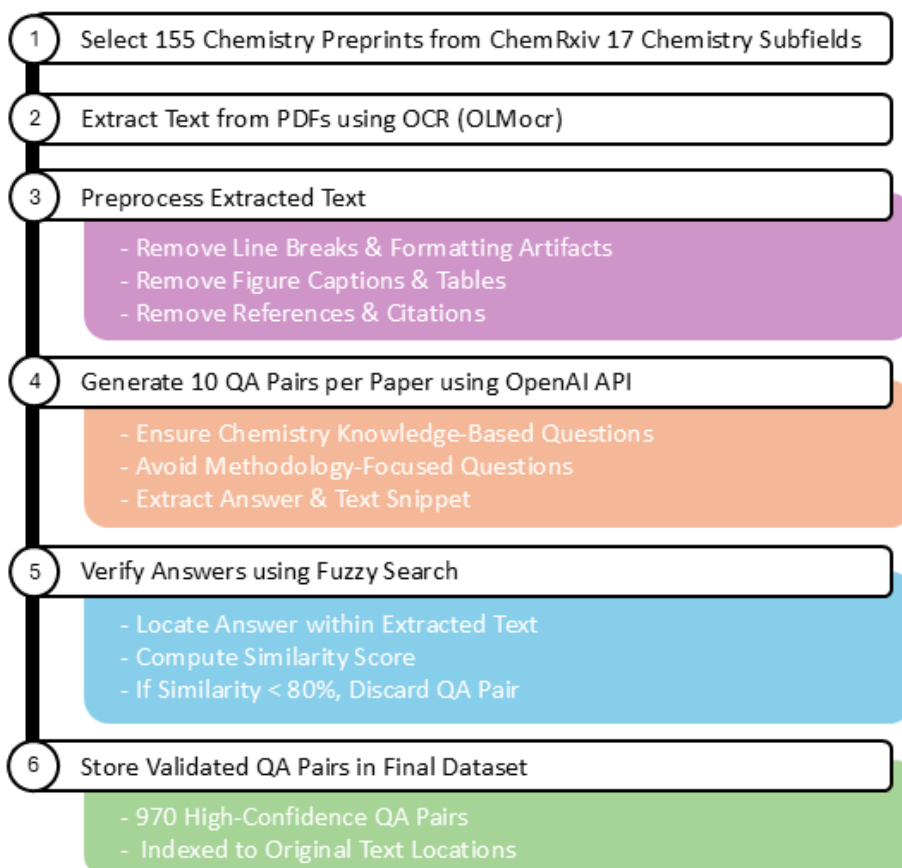 1 Select 155 Chemistry Preprints from ChemRxiv 17 Chemistry Subfields
2 Extract Text from PDFs using OCR (OLMocr)
3 Preprocess Extracted Text
- Remove Line Breaks & Formatting Artifacts
- Remove Figure Captions & Tables
- Remove References & Citations
4 Generate 10 QA Pairs per Paper using OpenAI API
- Ensure Chemistry Knowledge-Based Questions
- Avoid Methodology-Focused Questions
- Extract Answer & Text Snippet
5 Verify Answers using Fuzzy Search
- Locate Answer within Extracted Text
- Compute Similarity Score
- If Similarity < 80%, Discard QA Pair
6 Store Validated QA Pairs in Final Dataset
- 970 High-Confidence QA Pairs
- Indexed to Original Text Locations